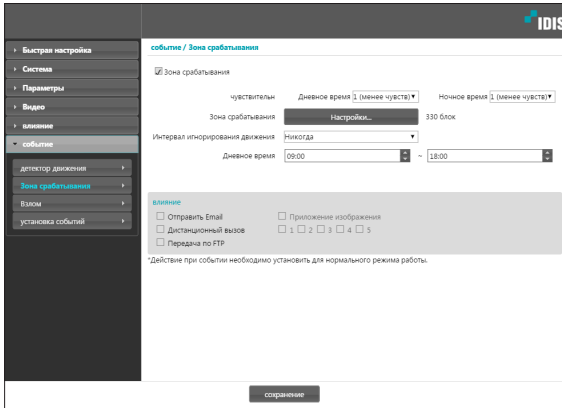 IDIS
Быстрая настройка
Система
Параметры
Видео
влияние
событие
детектор движения
Зона срабатывания
Взлом
установка событий
событие / Зона срабатывания
Зона срабатывания
чувствительн Дневное время 1 (менее чувств) Ночное время 1 (менее чувств)
Зона срабатывания Настройки... 330 блок
Интервал игнорирования движения Никогда
Дневное время 09:00 ~ 18:00
влияние
Отправить Email Приложение изображения
Дистанционный вызов 1 2 3 4 5
Передача по FTP
*Действие при событии необходимо установить для нормального режима работы.
сохранение